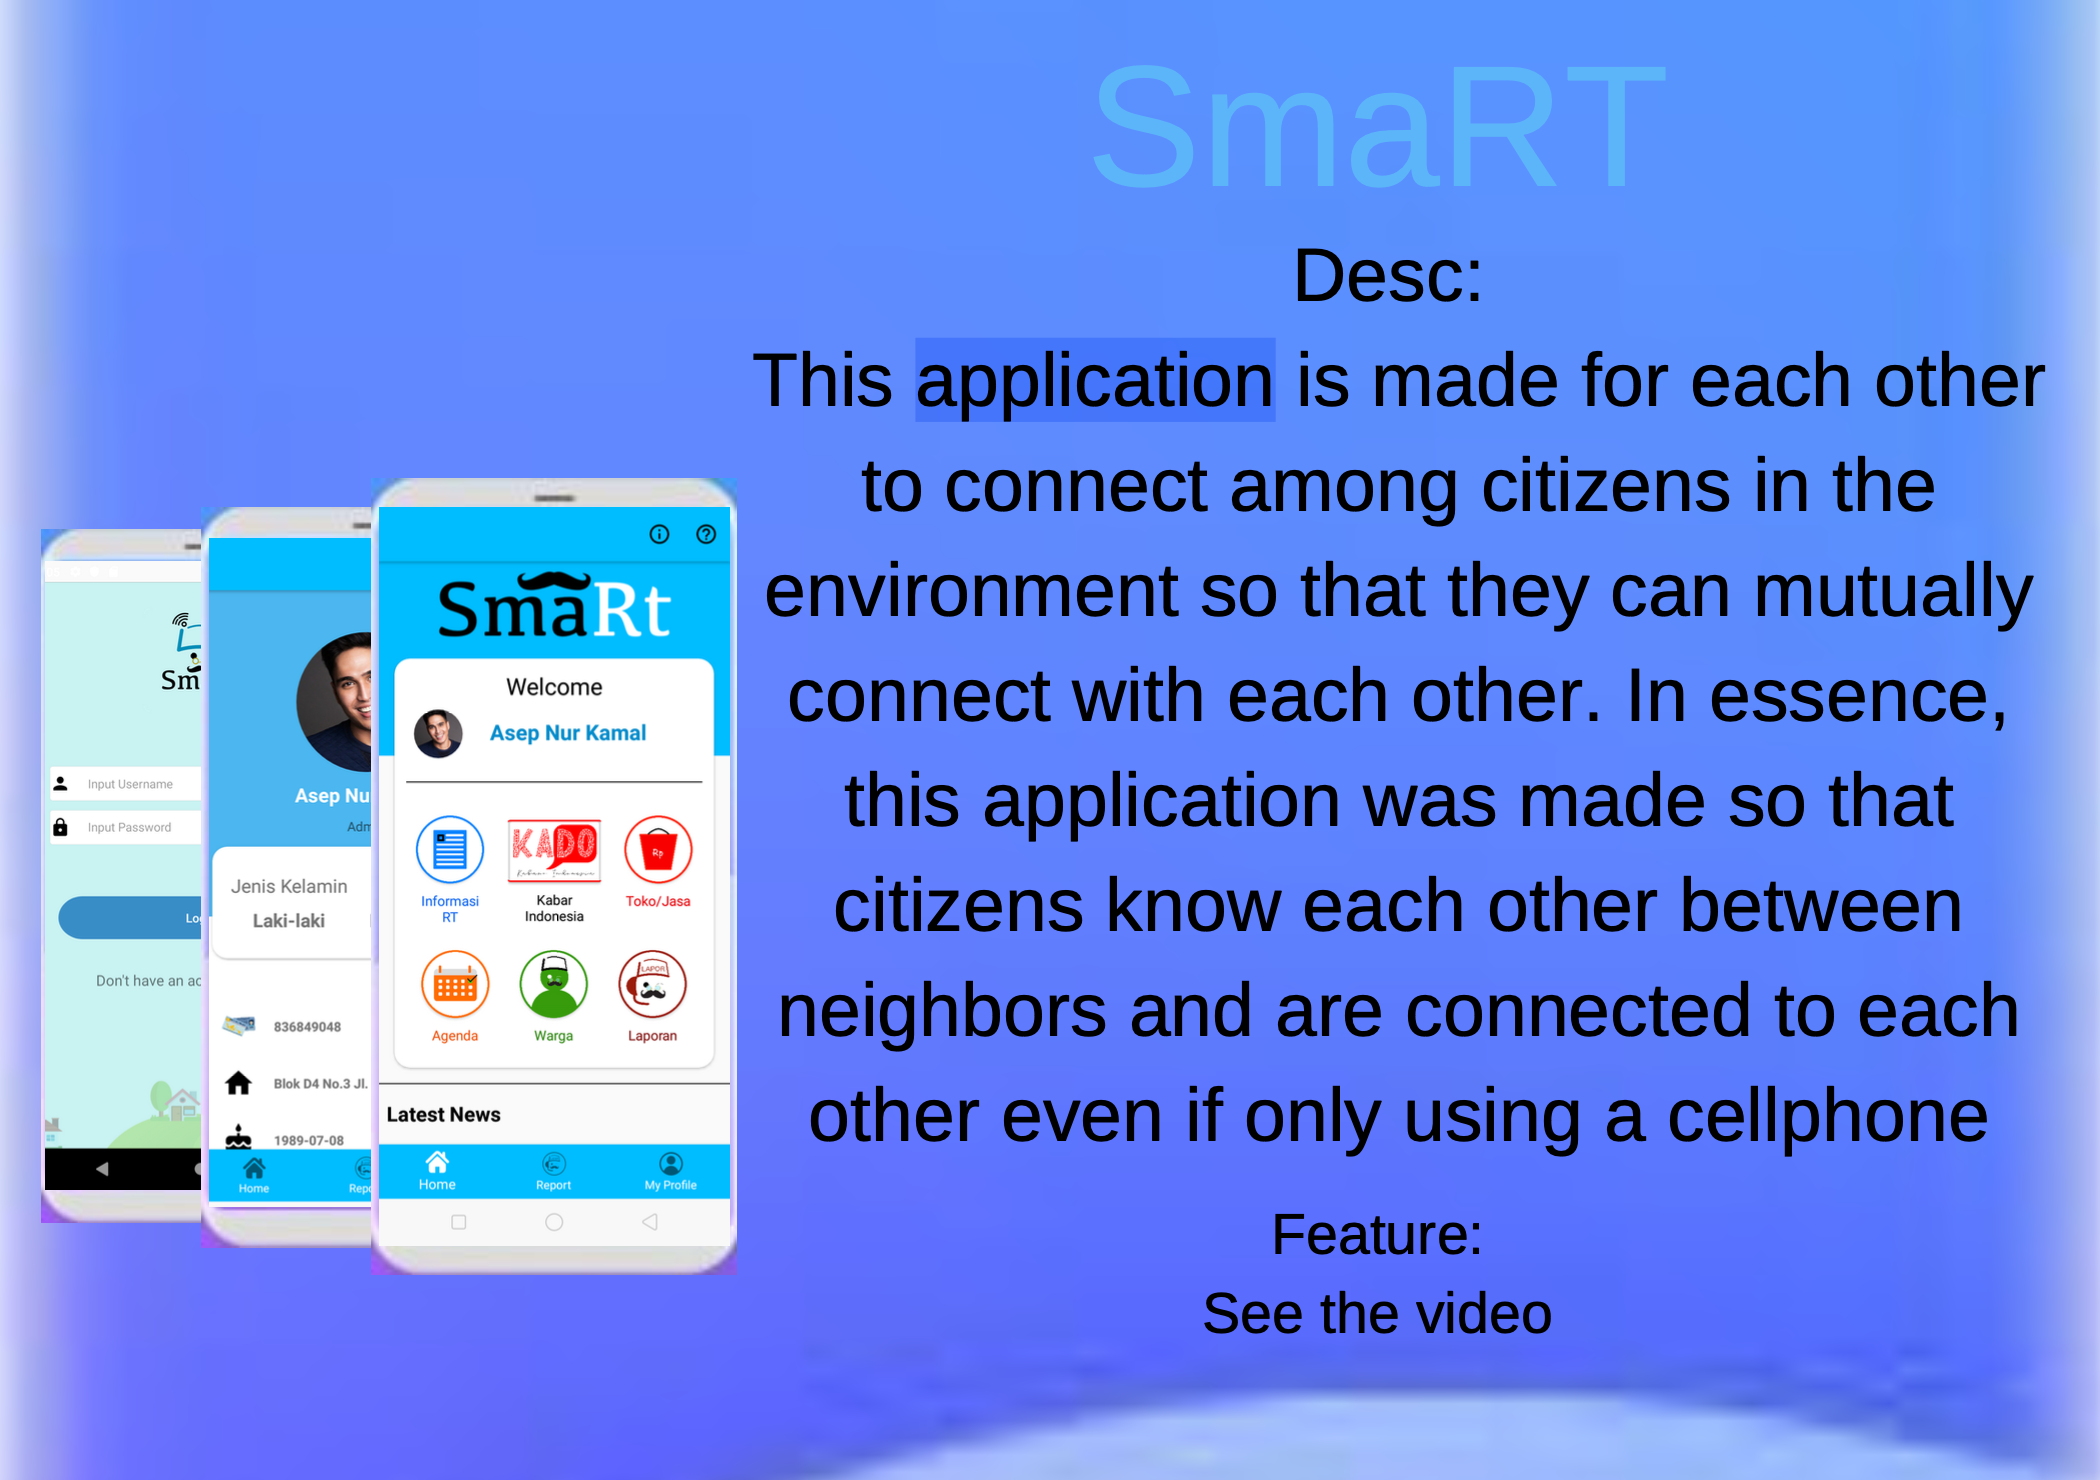 SmaRT
Desc:
This application is made for each other
to connect among citizens in the
environment so that they can mutually
connect with each other. In essence,
this application was made so that
citizens know each other between
neighbors and are connected to each
other even if only using a cellphone
Feature:
See the video
Sm
Input Username
Input Password
Don't have an
Asep Nu
Jenis Kelamin
Laki-laki
836849048
Blok D4 No.3 Jl.
1989-07-08
Home
SmaRt
Welcome
Asep Nur Kamal
KADO
Kabari Indonesia
Rp
LAPOR
Informasi
RT
Kabar
Indonesia
Toko/Jasa
Agenda
Warga
Laporan
Latest News
Home
Report
My Profile